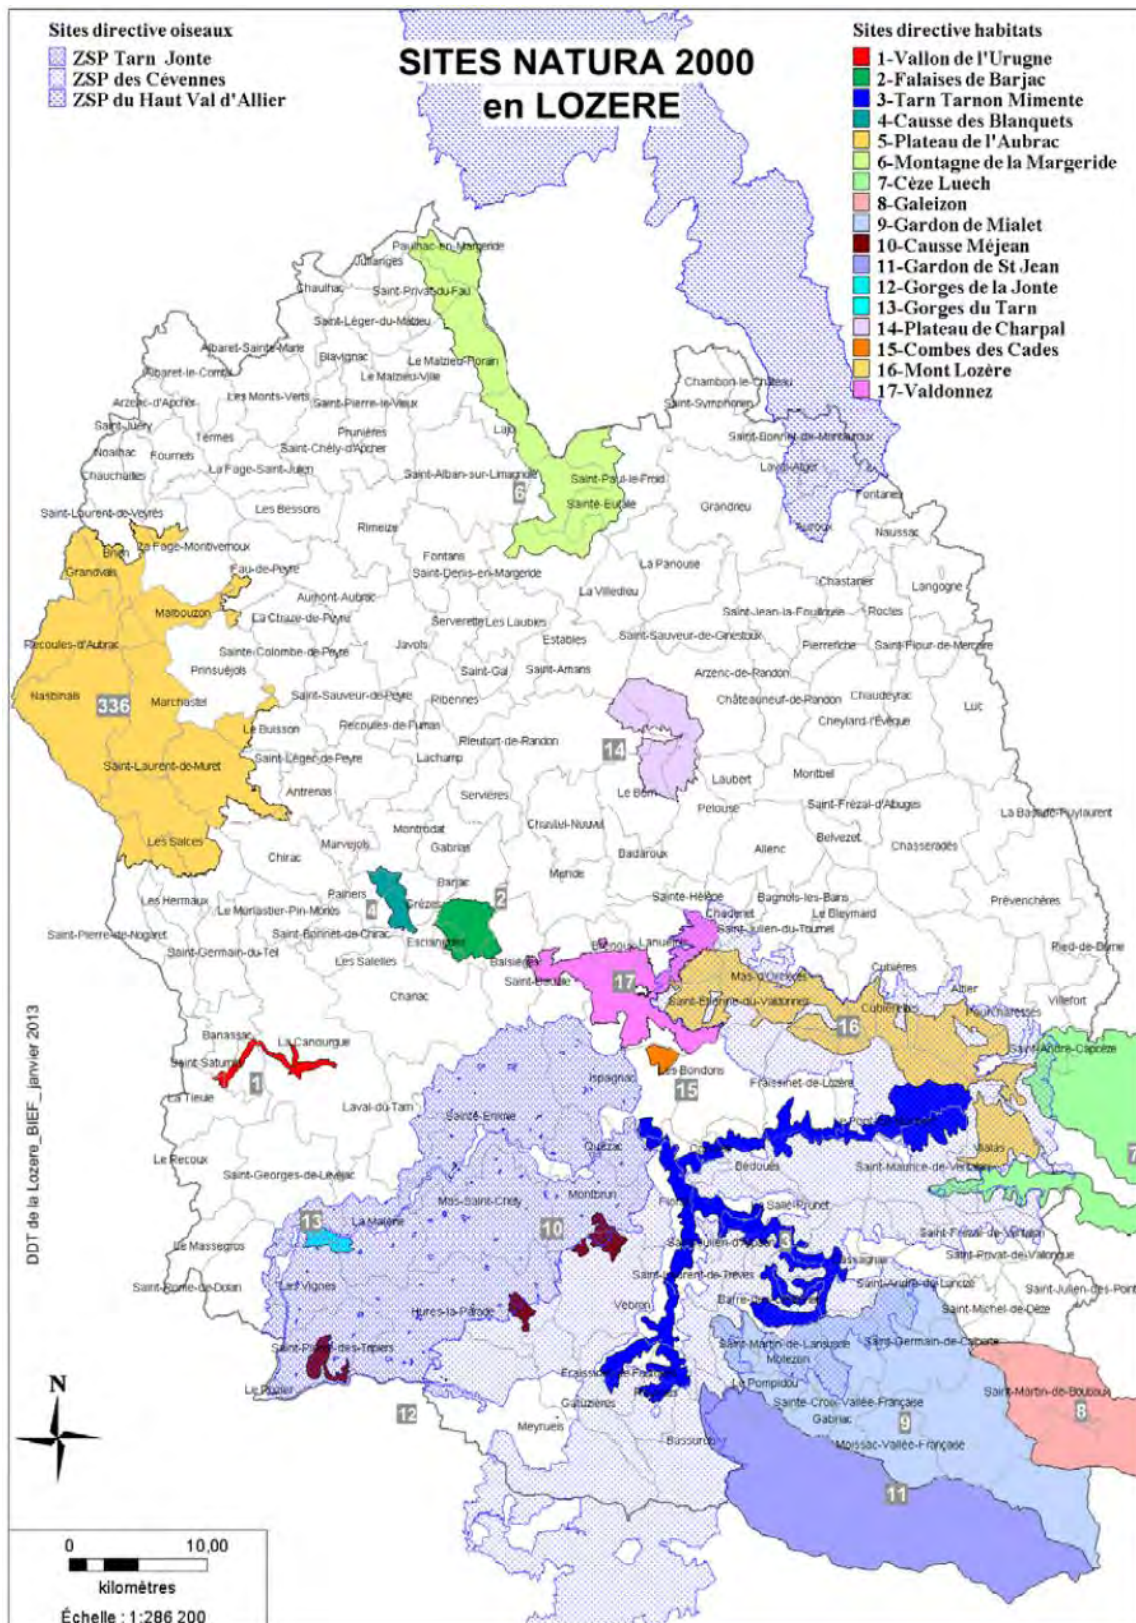 Sites directive oiseaux
ZSP Tarn Jonte
ZSP des Cévennes
ZSP du Haut Val d'Allier
SITES NATURA 2000
en LOZERE
Sites directive habitats
1-Vallon de l'Urugne
2-Falaises de Barjac
3-Tarn Tarnon Mimente
4-Causse des Blanquets
5-Plateau de l'Aubrac
6-Montagne de la Margeride
7-Cèze Luech
8-Galeizon
9-Gardon de Mialet
10-Causse Méjean
11-Gardon de St Jean
12-Gorges de la Jonte
13-Gorges du Tarn
14-Plateau de Charpal
15-Combes des Cades
16-Mont Lozère
17-Valdonnez
Paulhac-en-Margeride
Julianges
Chaulhac
Saint-Privat-du-Fau
Saint-Léger-du-Malzieu
Albaret-Sainte-Marie
Blavignac
Le Malzieu-Forain
Albaret-le-Comtal
Le Malzieu-Ville
Chambon-le-Château
Arzenc-d'Apcher
Les Monts-Verts
Saint-Pierre-le-Vieux
Saint-Symphorien
Saint-Juéry
Termes
Prunières
Lajo
Noalhac
Fournels
Saint-Chély-d'Apcher
Chauchailles
La Fage-Saint-Julien
Saint-Alban-sur-Limagnole
Saint-Paul-le-Froid
6
Sainte-Eulalie
Grandrieu
Saint-Laurent-de-Veyrès
Les Bessons
Rimeize
Auroux
Naussac
Brion
La Fage-Montivernoux
Fontans
Grandvals
Fau-de-Peyre
Saint-Denis-en-Margeride
La Panouse
Chastanier
Langogne
Malbouzon
Aumont-Aubrac
La Villedieu
La Chaze-de-Peyre
Serverette
Les Laubies
Saint-Jean-la-Fouillouse
Rocles
Recoules-d'Aubrac
Sainte-Colombe-de-Peyre
Javols
Estables
Saint-Sauveur-de-Ginestoux
Pierrefiche
Saint-Flour-de-Mercoire
Prinsuéjols
Saint-Gal
Saint-Amans
Arzenc-de-Randon
Nasbinals
336
Marchastel
Saint-Sauveur-de-Peyre
Ribennes
Châteauneuf-de-Randon
Chaudeyrac
Luc
Le Buisson
Recoules-de-Fumas
Rieutort-de-Randon
Cheylard-l'Évêque
14
Saint-Laurent-de-Muret
Saint-Léger-de-Peyre
Lachamp
Laubert
Montbel
Antrenas
Servières
Le Born
Pelouse
Saint-Frézal-d'Albuges
La Bastide-Puylaurent
Montrodat
Chastel-Nouvel
Belvezet
Les Salces
Marvejols
Gabrias
Badaroux
Allenc
Chasseradès
Chirac
Barjac
Mende
Palhers
2
Sainte-Hélène
Bagnols-les-Bains
Prévenchères
Les Hermaux
Le Monastier-Pin-Moriès
4
Grèzes
Chadenet
Le Bleymard
Saint-Pierre-de-Nogaret
Saint-Bonnet-de-Chirac
Esclanèdes
Brenoux
Lanuéjols
Saint-Julien-du-Tournel
Saint-Germain-du-Teil
Les Salelles
Balsièges
Cubières
Saint-Bauzile
17
Mas-d'Orcières
Altier
Chanac
Saint-Etienne-du-Valdonnez
Cubiérettes
Villefort
Pourcharesses
16
Banassac
La Canourgue
Saint-André-Capcèze
Saint-Saturnin
1
Ispagnac
15
Les Bondons
Fraissinet-de-Lozère
La Tieule
Laval-du-Tarn
Sainte-Enimie
Quézac
Bédouès
Vialas
7
Le Recoux
Saint-Georges-de-Lévéjac
Mas-Saint-Chély
Montbrun
Saint-Maurice-de-Ventalon
13
La Malène
10
Florac
La Salle-Prunet
Le Massegros
3
Cassagnas
Saint-Frézal-de-Ventalon
Saint-Privat-de-Vallongue
Saint-Rome-de-Dolan
Les Vignes
Saint-Laurent-de-Trèves
Saint-André-de-Lancize
Hures-la-Parade
Vebron
Saint-Michel-de-Dèze
Saint-Pierre-des-Tripiers
Saint-Martin-de-Lansuscle
Saint-Germain-de-Calberte
Molezon
Le Rozier
Le Pompidou
Saint-Martin-de-Boubaux
12
Gatuzières
Sainte-Croix-Vallée-Française
8
Meyrueis
Gabriac
9
Bassurels
Moissac-Vallée-Française
11
DDT de la Lozere_BIEF_janvier 2013
N
0 10,00
kilomètres
Échelle : 1:286 200